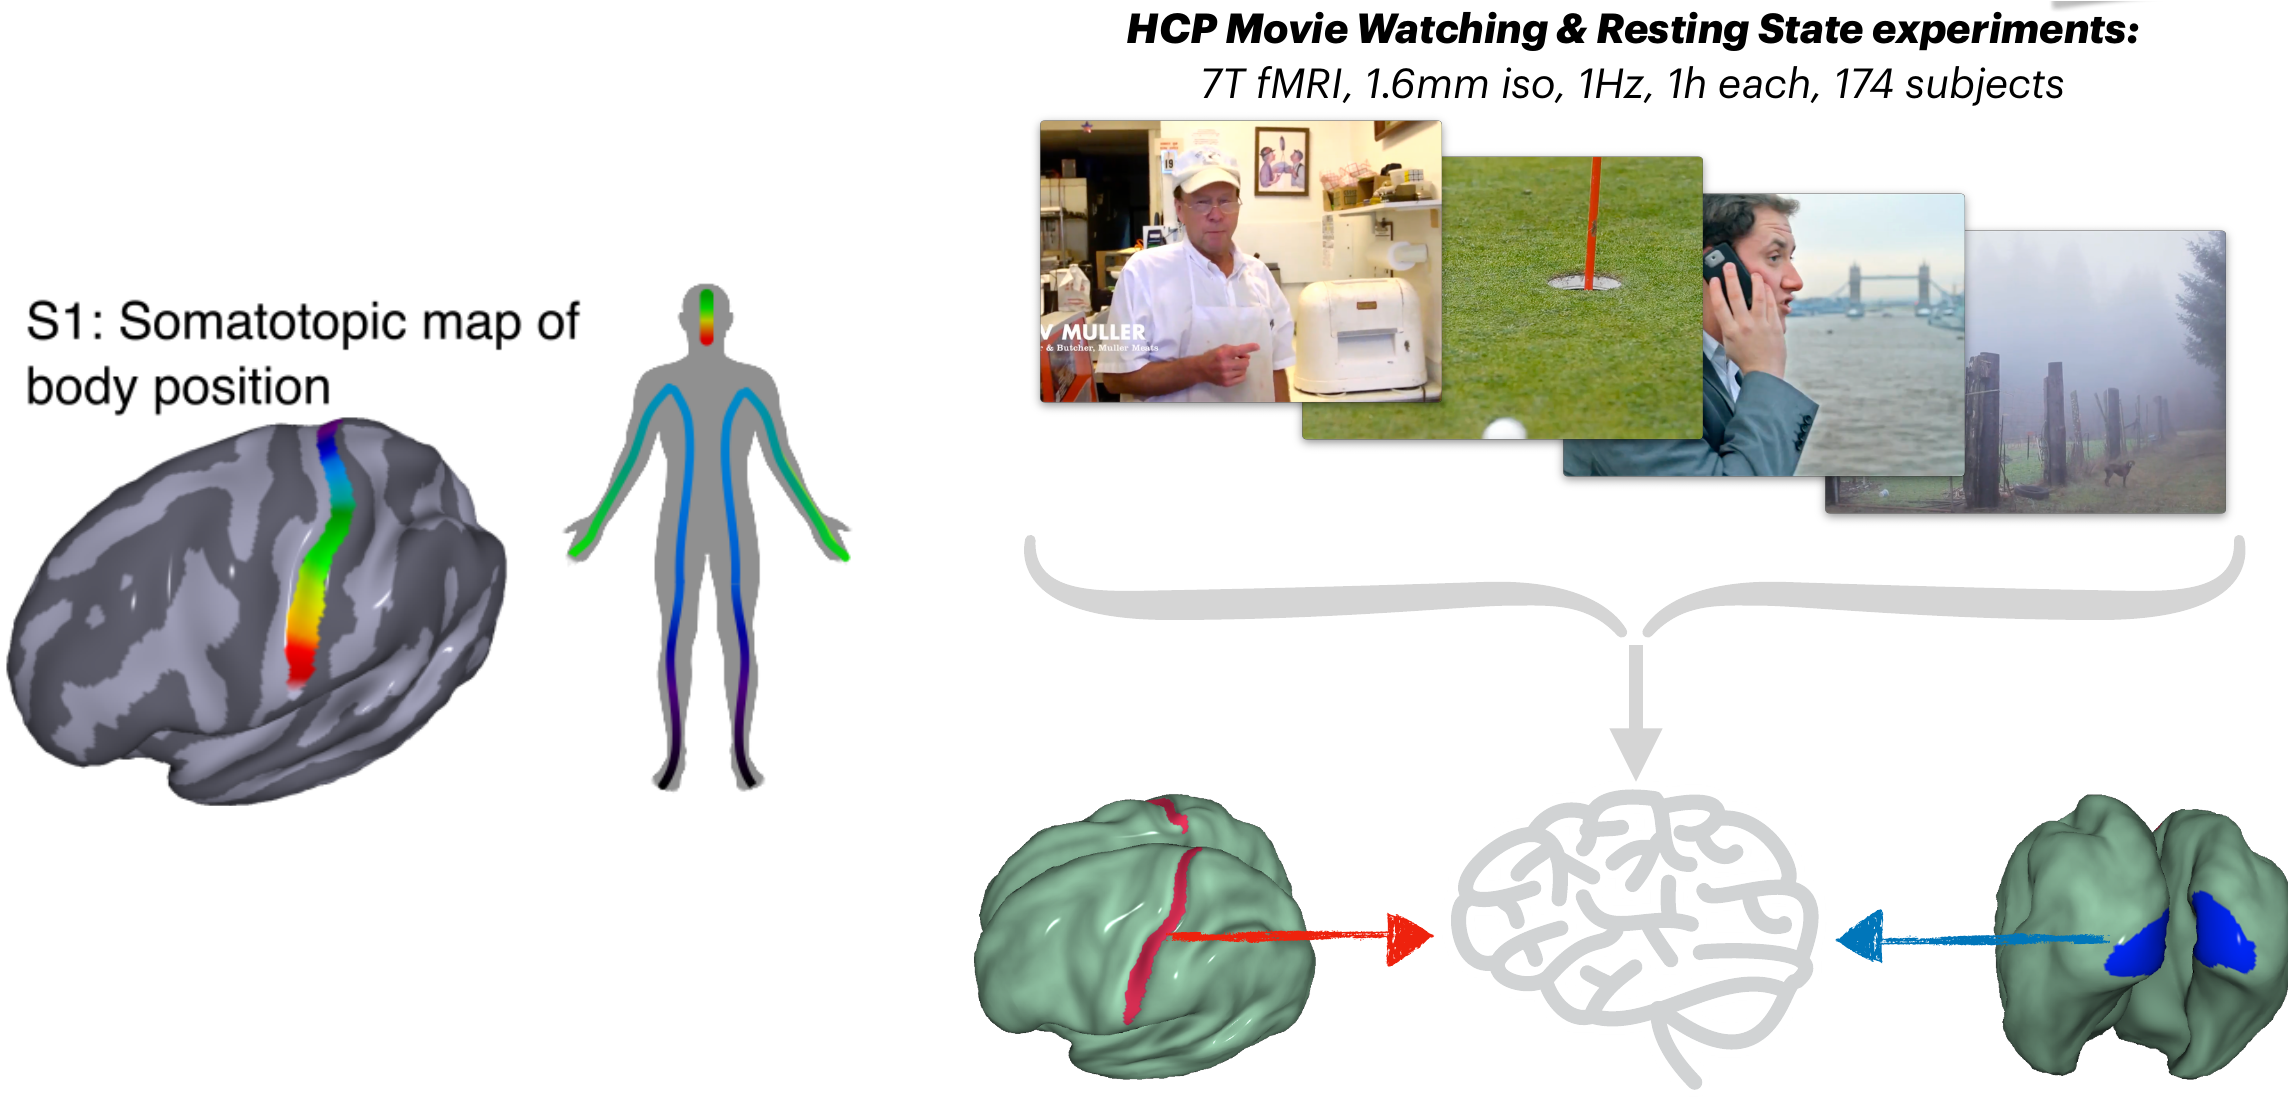 HCP Movie Watching & Resting State experiments:
7T fMRI, 1.6mm iso, 1Hz, 1h each, 174 subjects
19
V MULLER
& Butcher, Muller Meats
S1: Somatotopic map of
body position